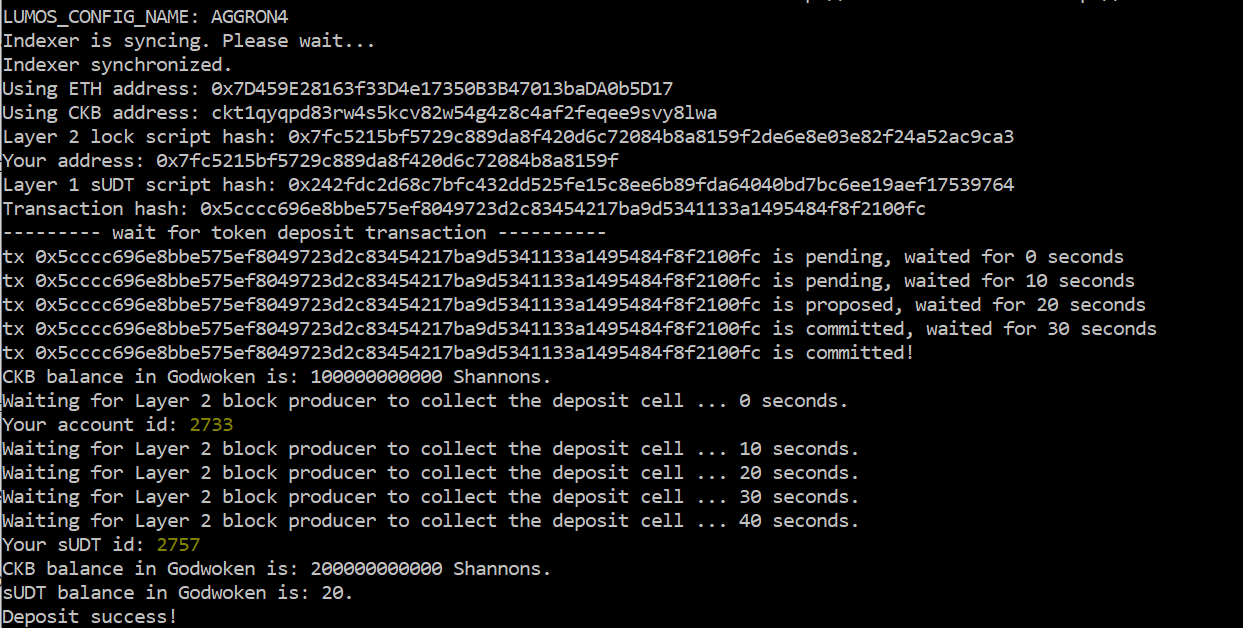 LUMOS_CONFIG_NAME: AGGRON4
Indexer is syncing. Please wait...
Indexer synchronized.
Using ETH address: 0x7D459E28163f33D4e17350B3B47013baDA0b5D17
Using CKB address: ckt1qyqpd83rw4s5kcv82w54g4z8c4af2feqee9svy8lwa
Layer 2 lock script hash: 0x7fc5215bf5729c889da8f420d6c72084b8a8159f2de6e8e03e82f24a52ac9ca3
Your address: 0x7fc5215bf5729c889da8f420d6c72084b8a8159f
Layer 1 sUDT script hash: 0x242fdc2d68c7bfc432dd525fe15c8ee6b89fda64040bd7bc6ee19aef17539764
Transaction hash: 0x5cccc696e8bbe575ef8049723d2c83454217ba9d5341133a1495484f8f2100fc
--------- wait for token deposit transaction ----------
tx 0x5cccc696e8bbe575ef8049723d2c83454217ba9d5341133a1495484f8f2100fc is pending, waited for 0 seconds
tx 0x5cccc696e8bbe575ef8049723d2c83454217ba9d5341133a1495484f8f2100fc is pending, waited for 10 seconds
tx 0x5cccc696e8bbe575ef8049723d2c83454217ba9d5341133a1495484f8f2100fc is proposed, waited for 20 seconds
tx 0x5cccc696e8bbe575ef8049723d2c83454217ba9d5341133a1495484f8f2100fc is committed, waited for 30 seconds
tx 0x5cccc696e8bbe575ef8049723d2c83454217ba9d5341133a1495484f8f2100fc is committed!
CKB balance in Godwoken is: 100000000000 Shannons.
Waiting for Layer 2 block producer to collect the deposit cell ... 0 seconds.
Your account id: 2733
Waiting for Layer 2 block producer to collect the deposit cell ... 10 seconds.
Waiting for Layer 2 block producer to collect the deposit cell ... 20 seconds.
Waiting for Layer 2 block producer to collect the deposit cell ... 30 seconds.
Waiting for Layer 2 block producer to collect the deposit cell ... 40 seconds.
Your sUDT id: 2757
CKB balance in Godwoken is: 200000000000 Shannons.
sUDT balance in Godwoken is: 20.
Deposit success!